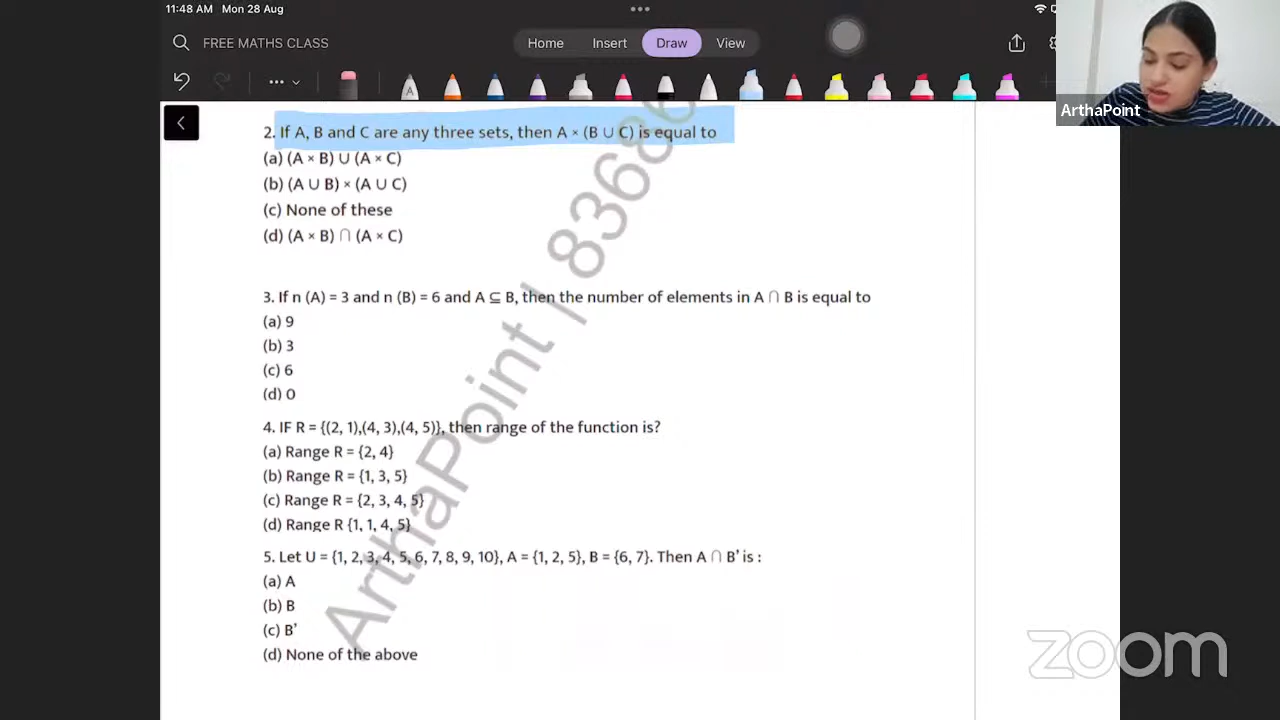 11:48 AM Mon 28 Aug
FREE MATHS CLASS
Home Insert Draw View
A
ArthaPoint
2. If A, B and C are any three sets, then A × (B ∪ C) is equal to
(a) (A × B) ∪ (A × C)
(b) (A ∪ B) × (A ∪ C)
(c) None of these
(d) (A × B) ∩ (A × C)
3. If n (A) = 3 and n (B) = 6 and A ⊆ B, then the number of elements in A ∩ B is equal to
(a) 9
(b) 3
(c) 6
(d) 0
4. IF R = {(2, 1),(4, 3),(4, 5)}, then range of the function is?
(a) Range R = {2, 4}
(b) Range R = {1, 3, 5}
(c) Range R = {2, 3, 4, 5}
(d) Range R {1, 1, 4, 5}
5. Let U = {1, 2, 3, 4, 5, 6, 7, 8, 9, 10}, A = {1, 2, 5}, B = {6, 7}. Then A ∩ B’ is :
(a) A
(b) B
(c) B’
(d) None of the above
ArthaPoint | 8368
zoom